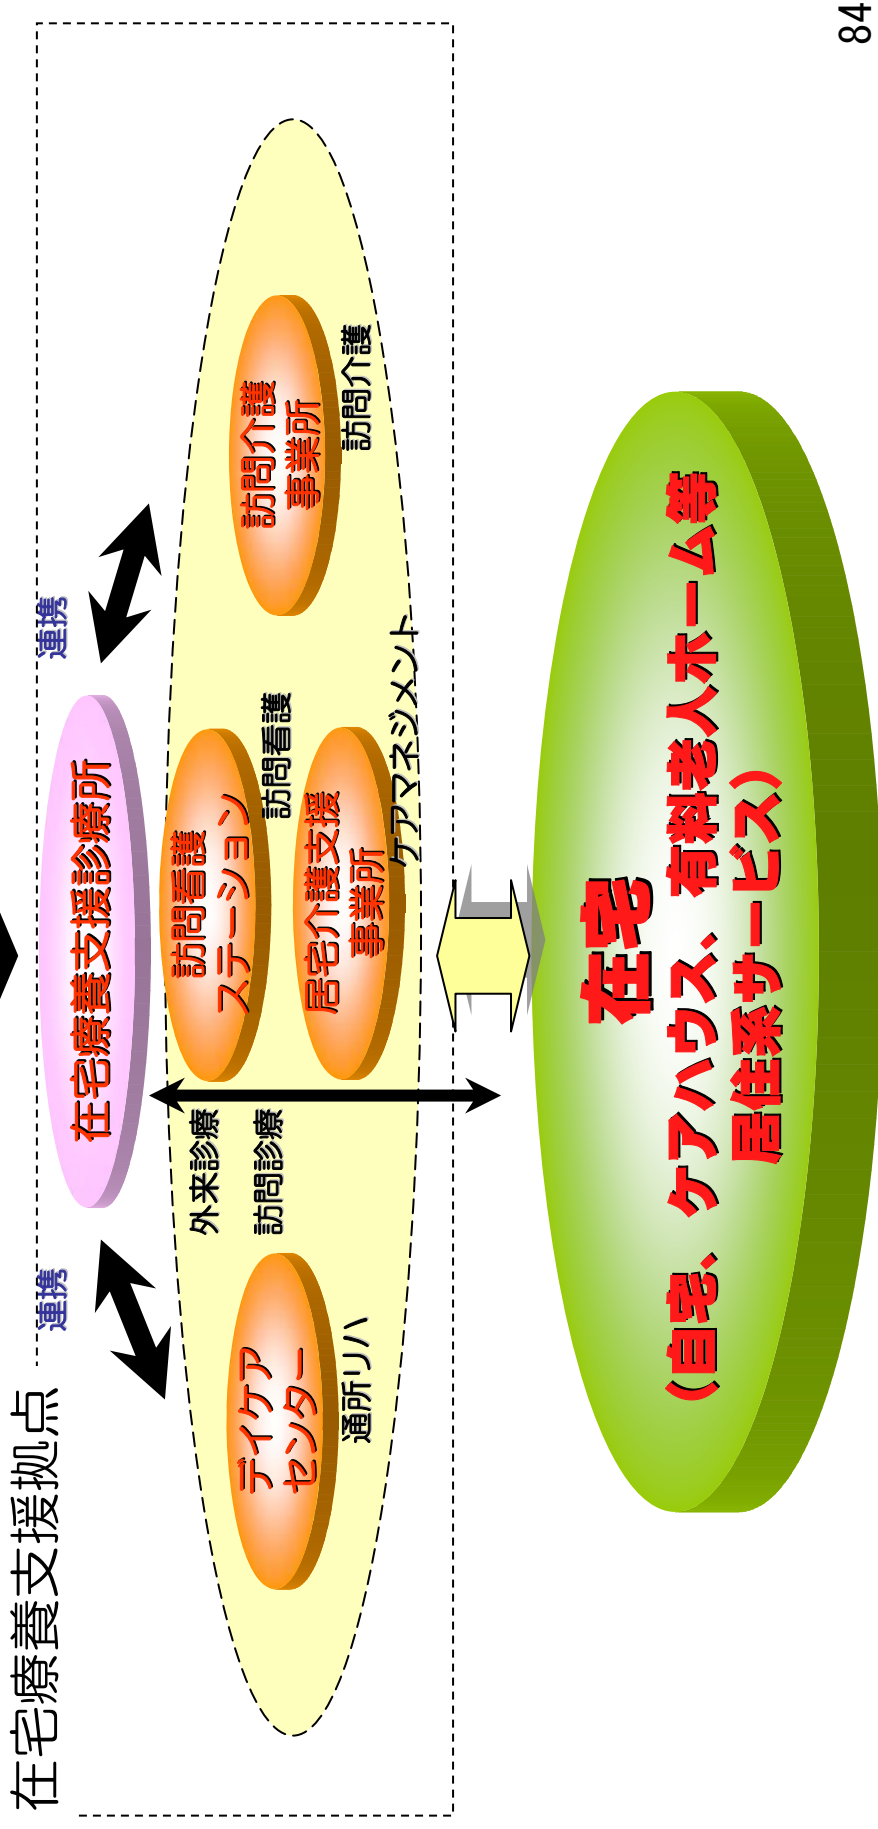 在宅療養支援拠点
連携
在宅療養支援診療所
連携
外来診療
訪問診療
デイケア
センター
通所リハ
訪問看護
ステーション
訪問看護
居宅介護支援
事業所
ケアマネジメント
訪問介護
事業所
訪問介護
在宅
（自宅、ケアハウス、有料老人ホーム等
居住系サービス）
84